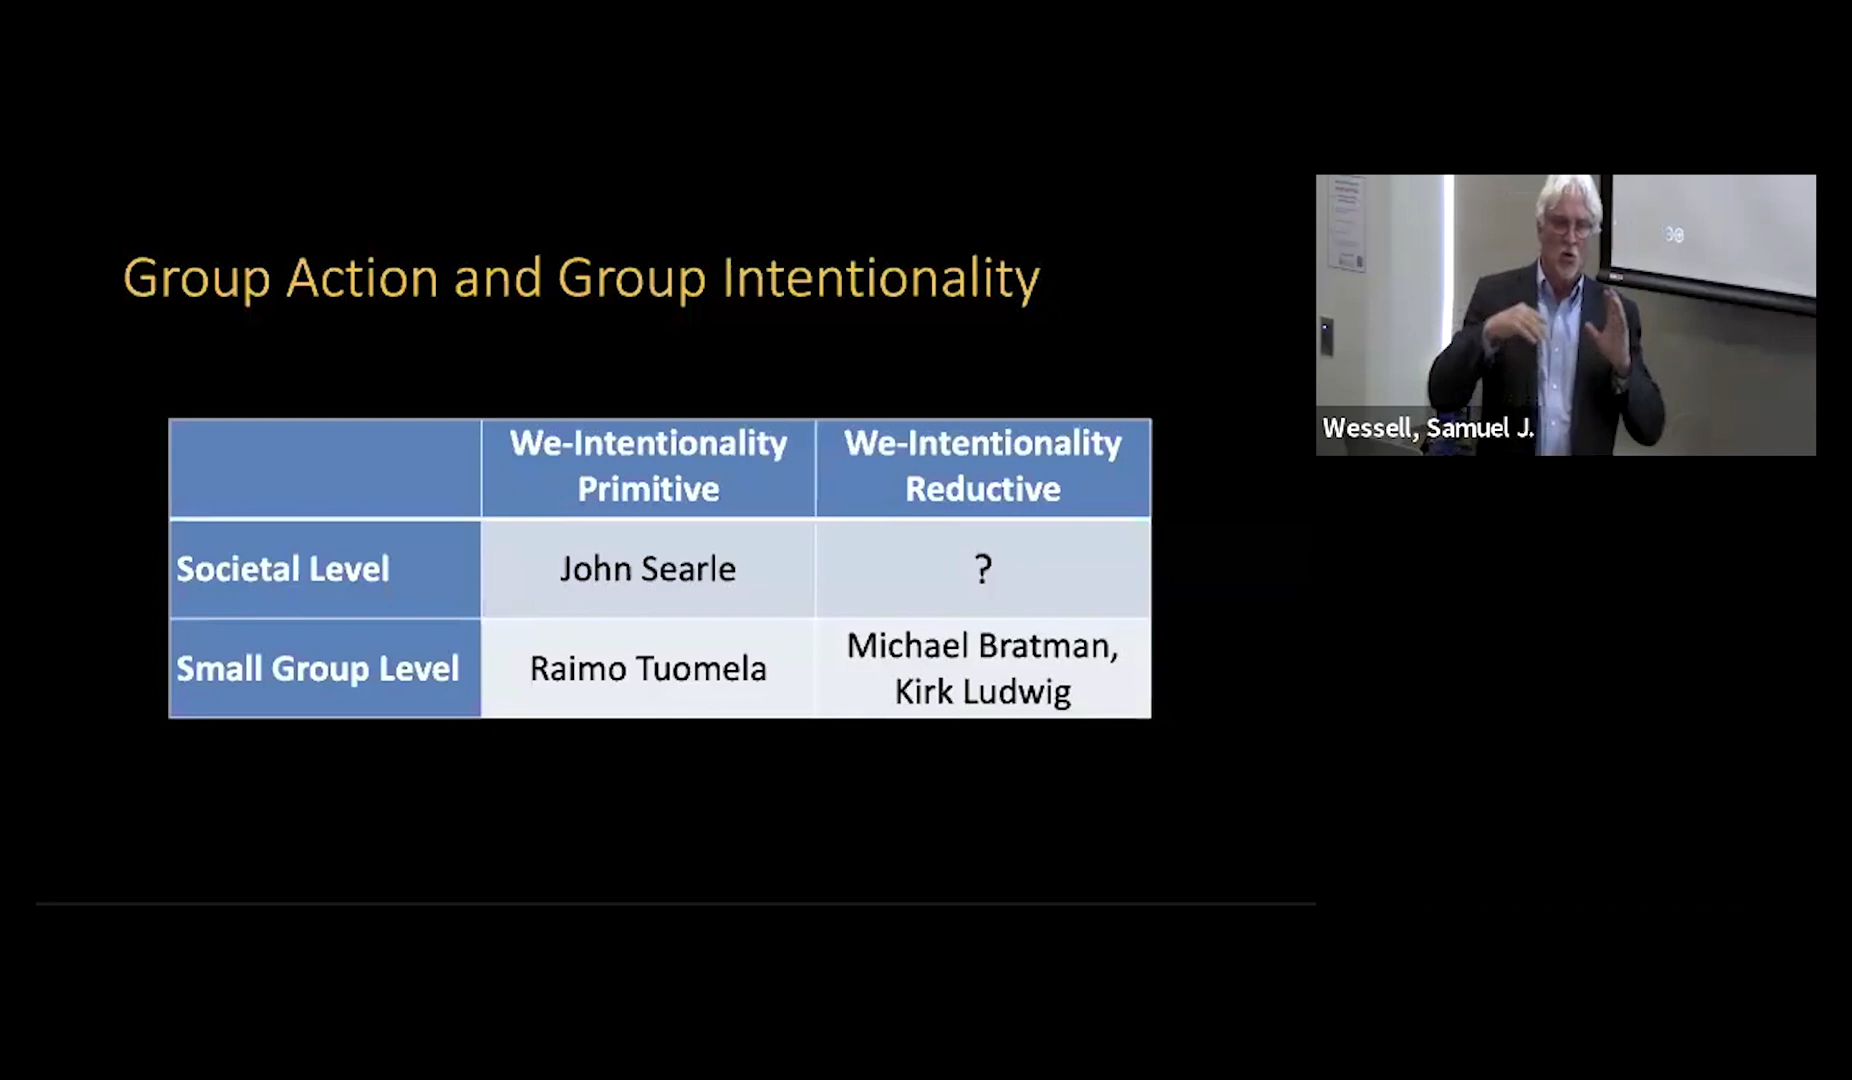 Group Action and Group Intentionality
We-Intentionality
Primitive
We-Intentionality
Reductive
Societal Level
John Searle
?
Small Group Level
Raimo Tuomela
Michael Bratman,
Kirk Ludwig
Wessell, Samuel J.